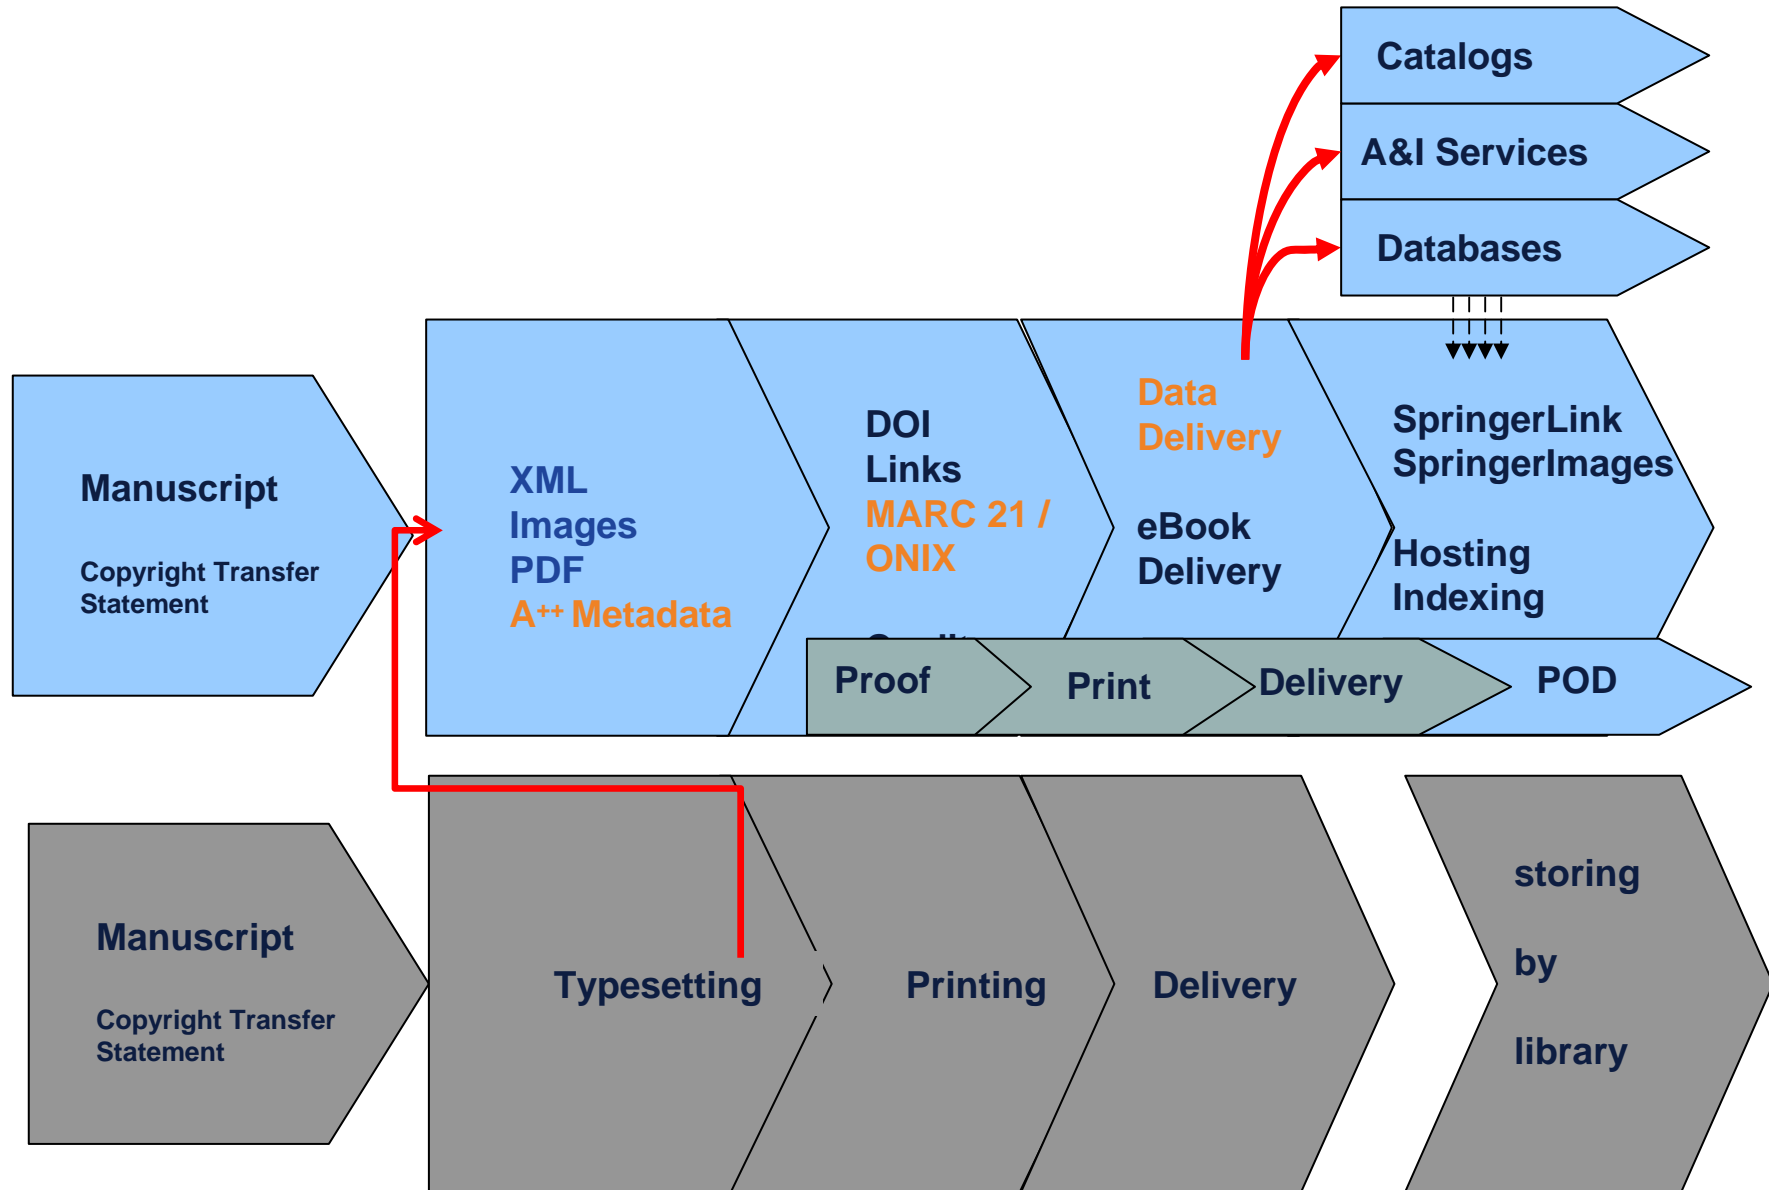 Catalogs
A&I Services
Databases
Manuscript
Copyright Transfer
Statement
XML
Images
PDF
A++ Metadata
DOI
Links
MARC 21 /
ONIX
Data
Delivery
eBook
Delivery
SpringerLink
SpringerImages
Hosting
Indexing
Proof
Print
Delivery
POD
Manuscript
Copyright Transfer
Statement
Typesetting
Printing
Delivery
storing
by
library